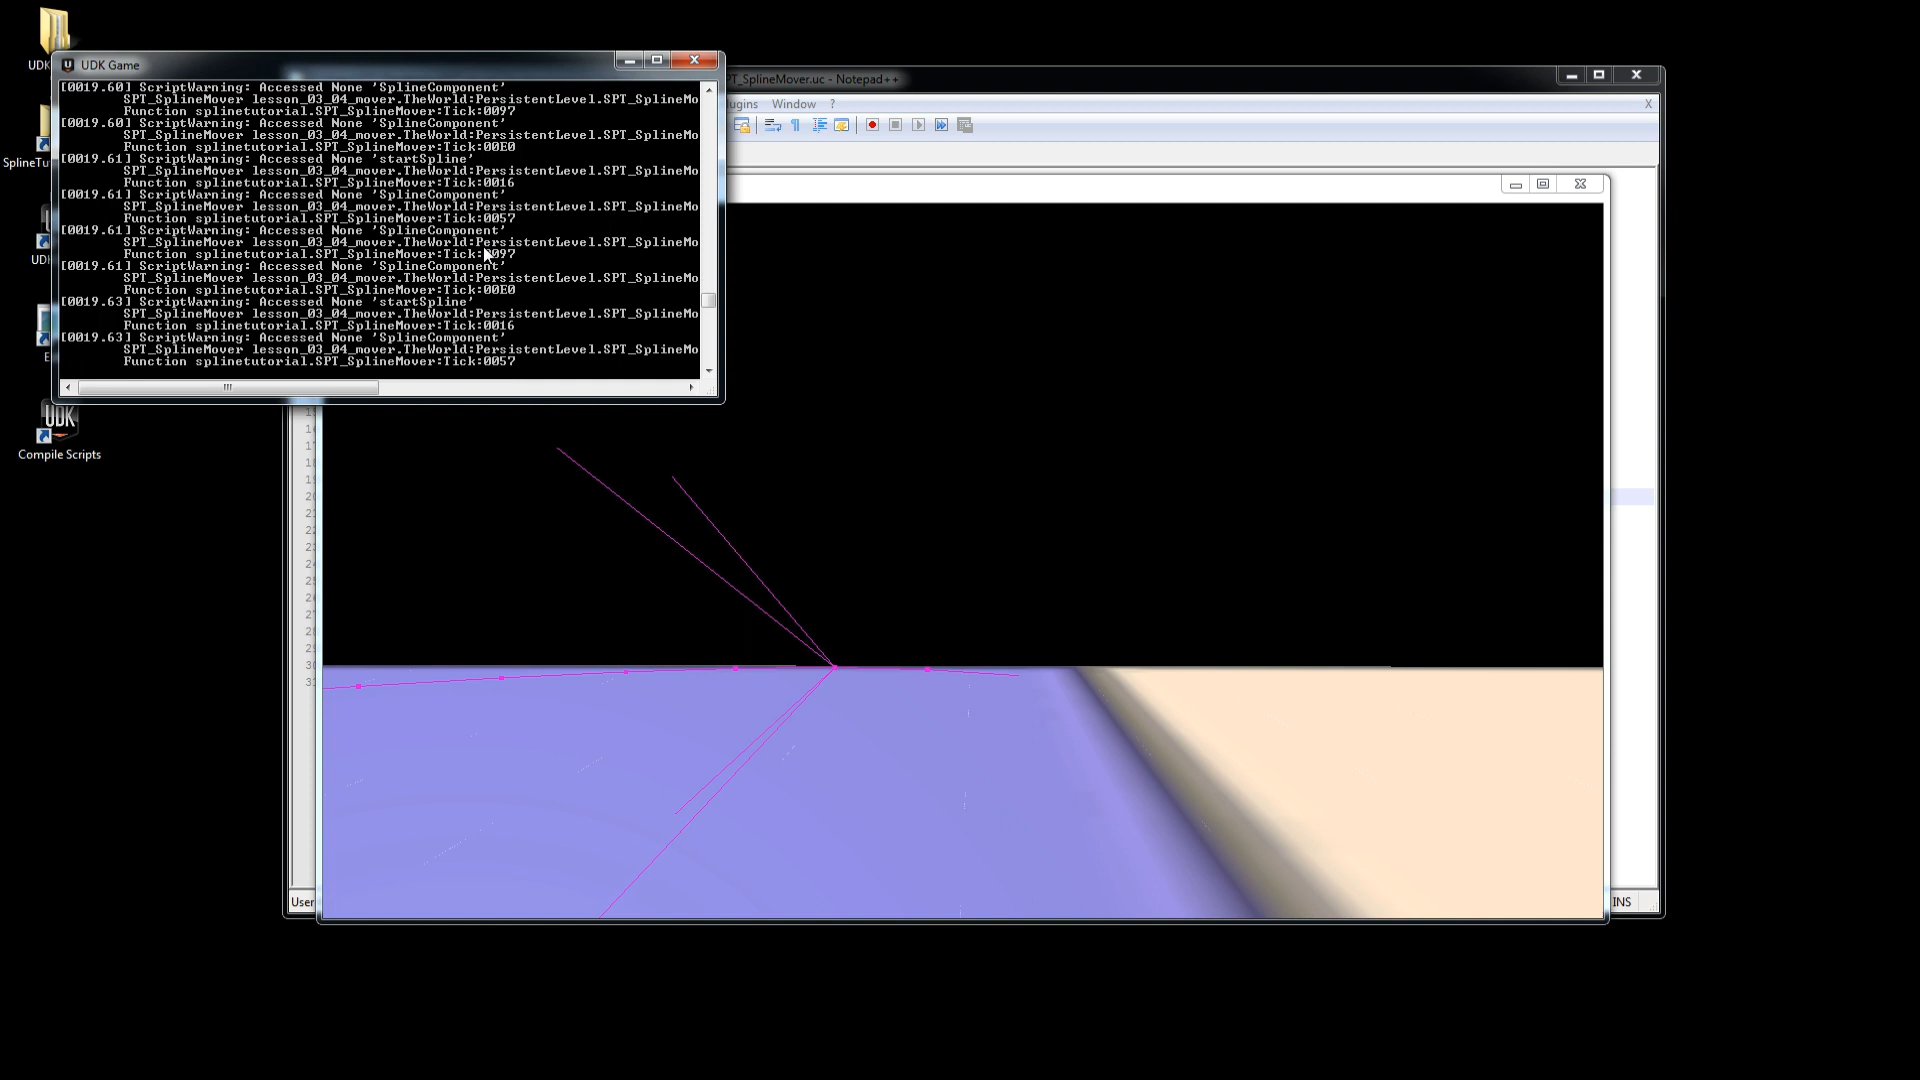 UDK
UDK Game
[0019.60] ScriptWarning: Accessed None 'SplineComponent'
SPT_SplineMover lesson_03_04_mover.TheWorld:PersistentLevel.SPT_SplineMo
Function splinetutorial.SPT_SplineMover:Tick:0097
[0019.60] ScriptWarning: Accessed None 'SplineComponent'
SPT_SplineMover lesson_03_04_mover.TheWorld:PersistentLevel.SPT_SplineMo
Function splinetutorial.SPT_SplineMover:Tick:00E0
[0019.61] ScriptWarning: Accessed None 'startSpline'
SPT_SplineMover lesson_03_04_mover.TheWorld:PersistentLevel.SPT_SplineMo
Function splinetutorial.SPT_SplineMover:Tick:0016
[0019.61] ScriptWarning: Accessed None 'SplineComponent'
SPT_SplineMover lesson_03_04_mover.TheWorld:PersistentLevel.SPT_SplineMo
Function splinetutorial.SPT_SplineMover:Tick:0057
[0019.61] ScriptWarning: Accessed None 'SplineComponent'
SPT_SplineMover lesson_03_04_mover.TheWorld:PersistentLevel.SPT_SplineMo
Function splinetutorial.SPT_SplineMover:Tick:0097
[0019.61] ScriptWarning: Accessed None 'SplineComponent'
SPT_SplineMover lesson_03_04_mover.TheWorld:PersistentLevel.SPT_SplineMo
Function splinetutorial.SPT_SplineMover:Tick:00E0
[0019.63] ScriptWarning: Accessed None 'startSpline'
SPT_SplineMover lesson_03_04_mover.TheWorld:PersistentLevel.SPT_SplineMo
Function splinetutorial.SPT_SplineMover:Tick:0016
[0019.63] ScriptWarning: Accessed None 'SplineComponent'
SPT_SplineMover lesson_03_04_mover.TheWorld:PersistentLevel.SPT_SplineMo
Function splinetutorial.SPT_SplineMover:Tick:0057
PT_SplineMover.uc - Notepad++
ugins Window ? X
SplineTu
UDK
Compile Scripts
20
30
User
INS